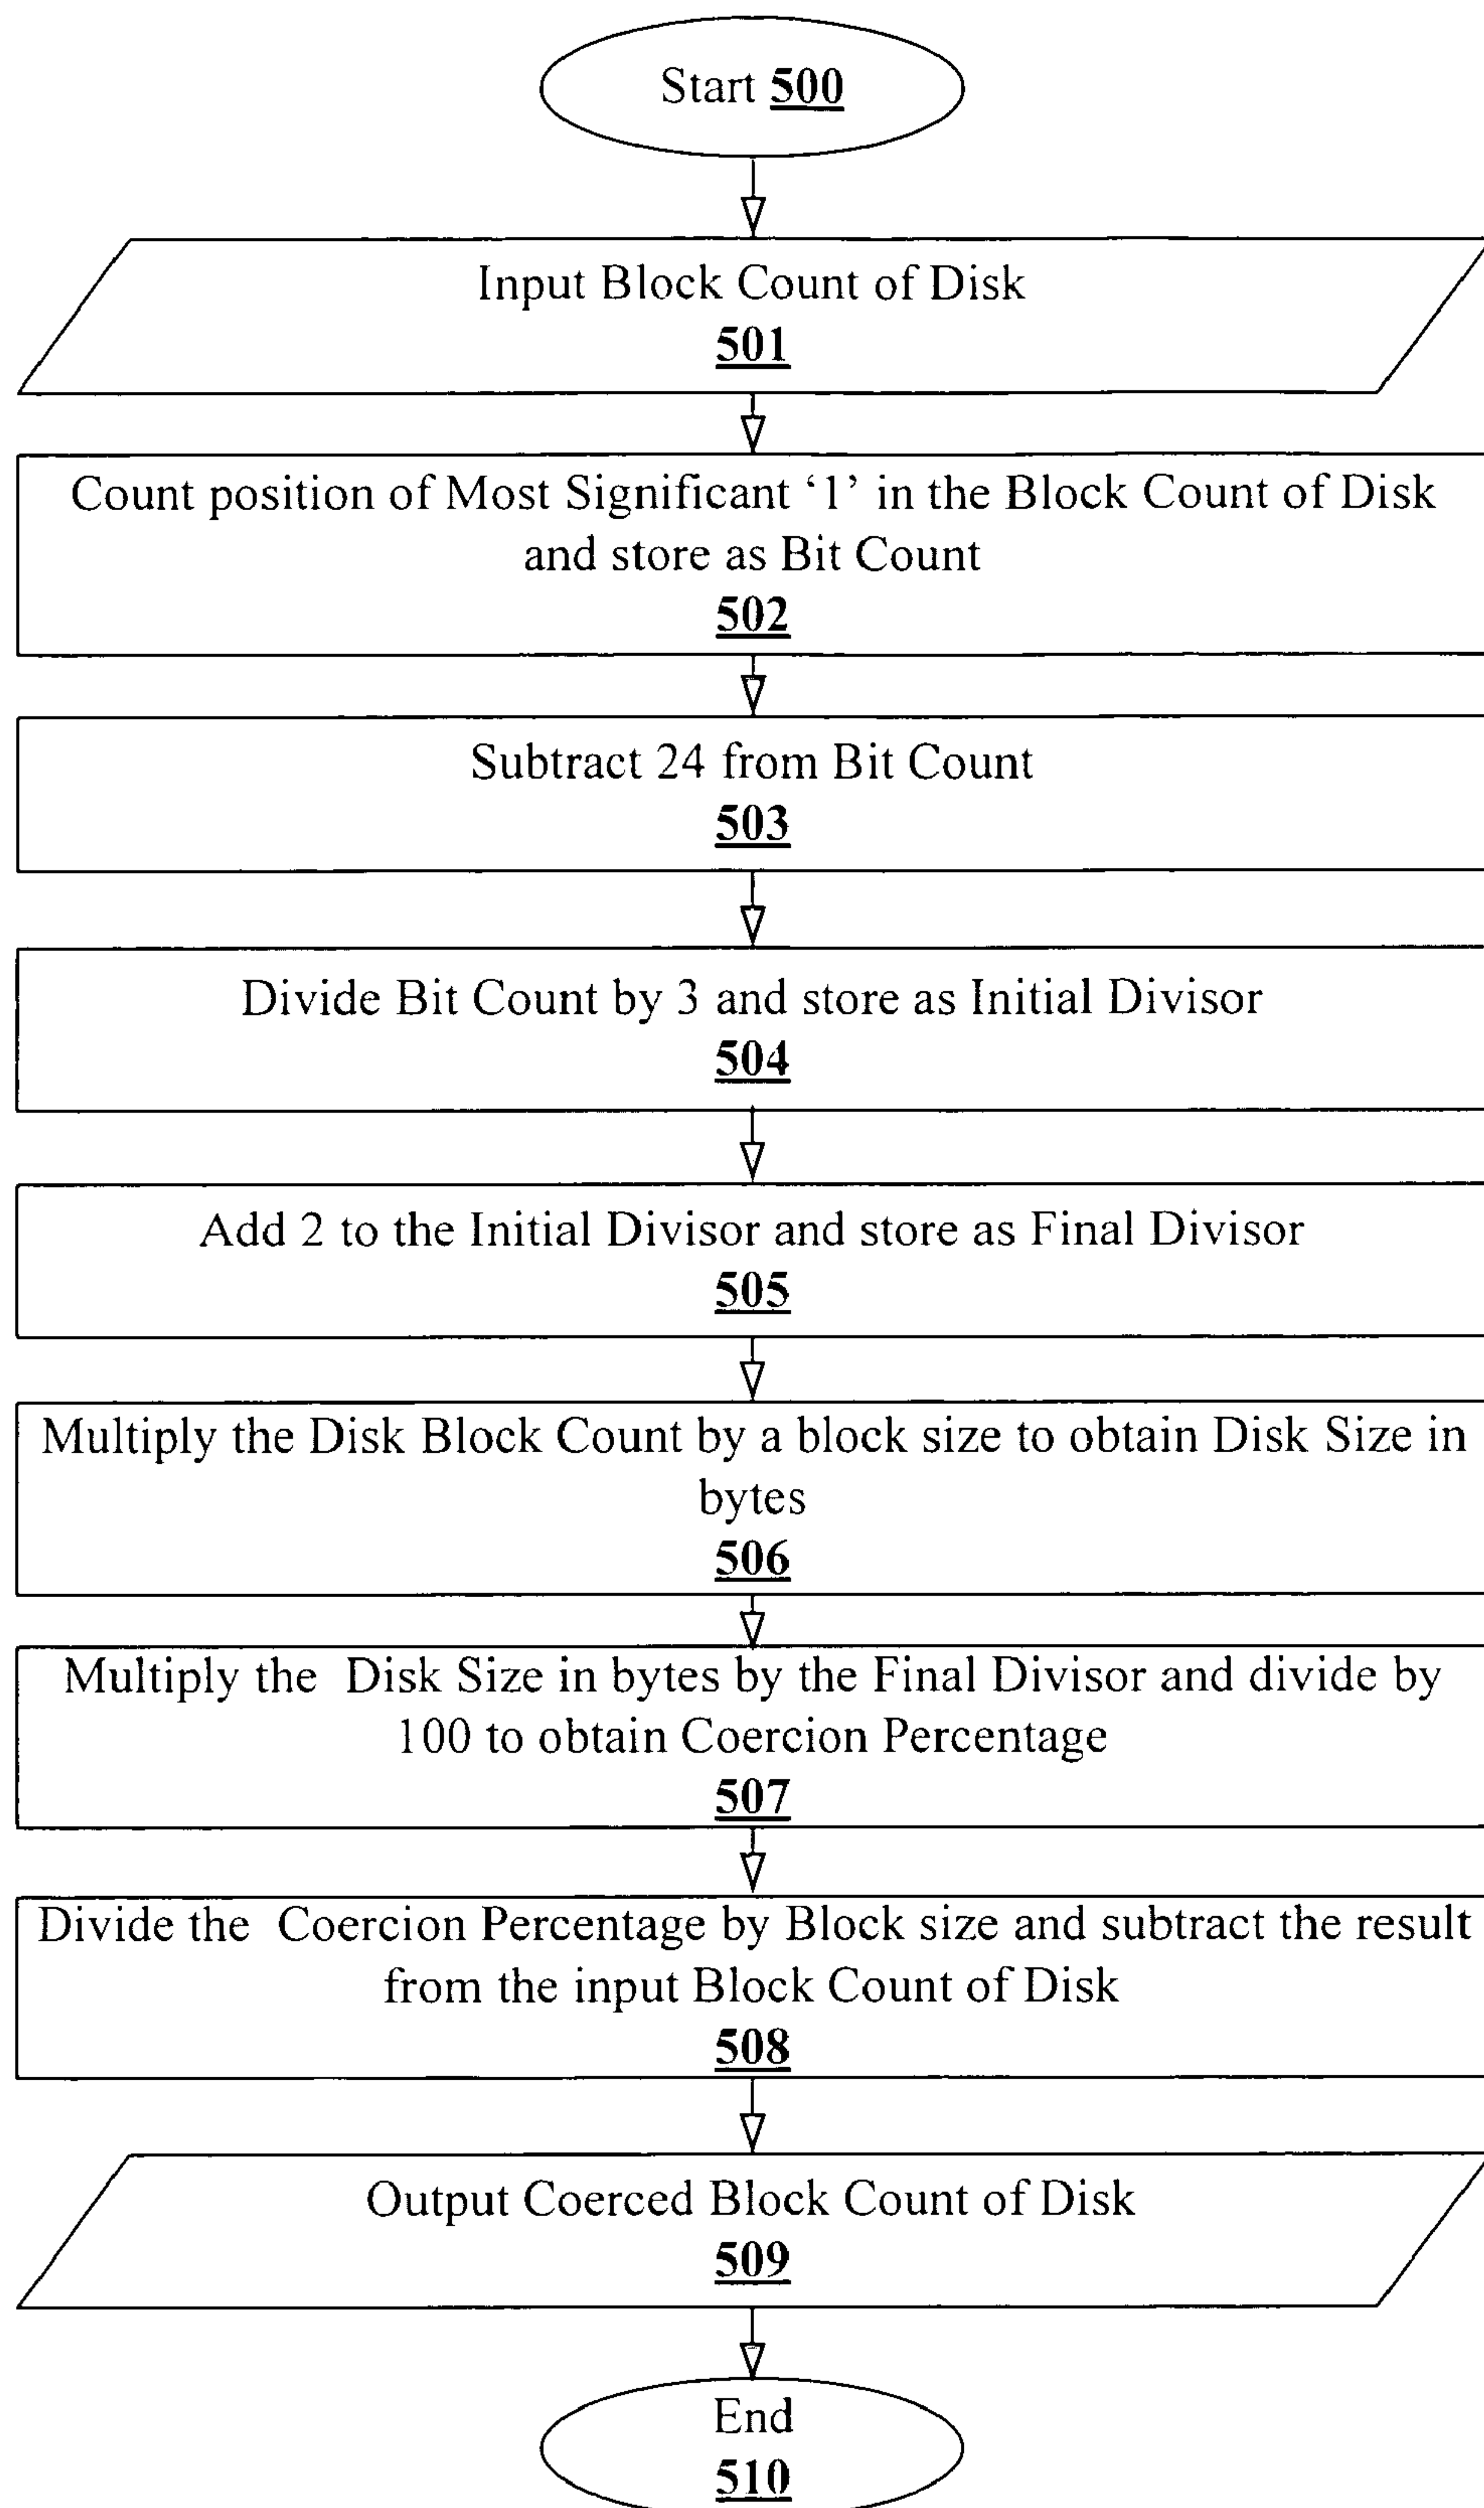 Start 500
Input Block Count of Disk
501
Count position of Most Significant ‘1’ in the Block Count of Disk
and store as Bit Count
502
Subtract 24 from Bit Count
503
Divide Bit Count by 3 and store as Initial Divisor
504
Add 2 to the Initial Divisor and store as Final Divisor
505
Multiply the Disk Block Count by a block size to obtain Disk Size in
bytes
506
Multiply the Disk Size in bytes by the Final Divisor and divide by
100 to obtain Coercion Percentage
507
Divide the Coercion Percentage by Block size and subtract the result
from the input Block Count of Disk
508
Output Coerced Block Count of Disk
509
End
510